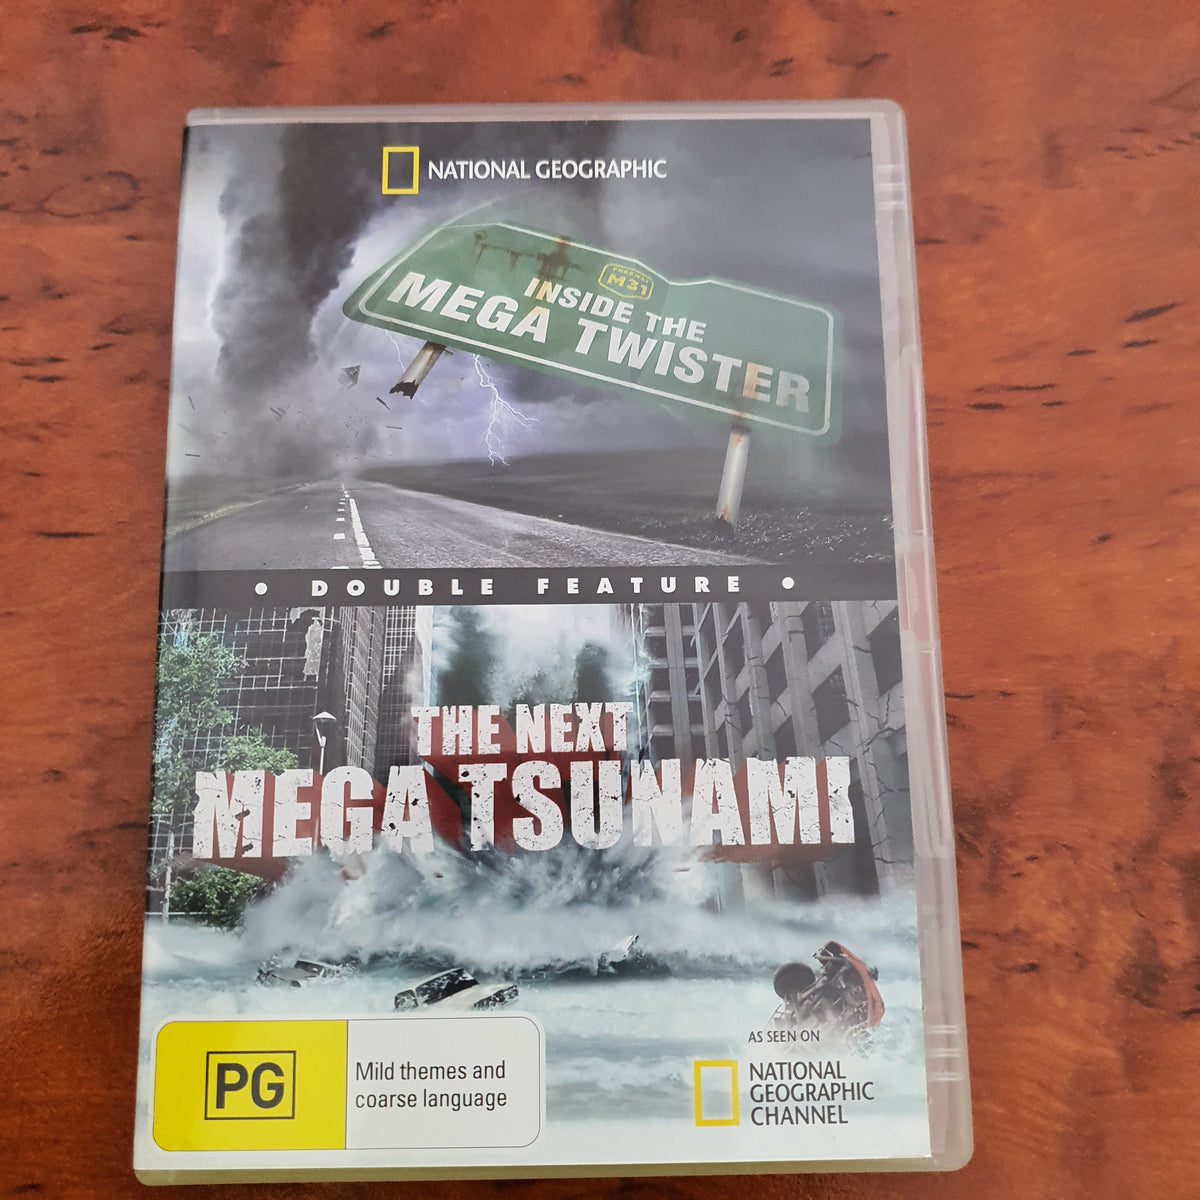 NATIONAL GEOGRAPHIC
FREEWAY
M31
INSIDE THE
MEGA TWISTER
• DOUBLE FEATURE •
THE NEXT
MEGA TSUNAMI
PG
Mild themes and
coarse language
AS SEEN ON
NATIONAL
GEOGRAPHIC
CHANNEL